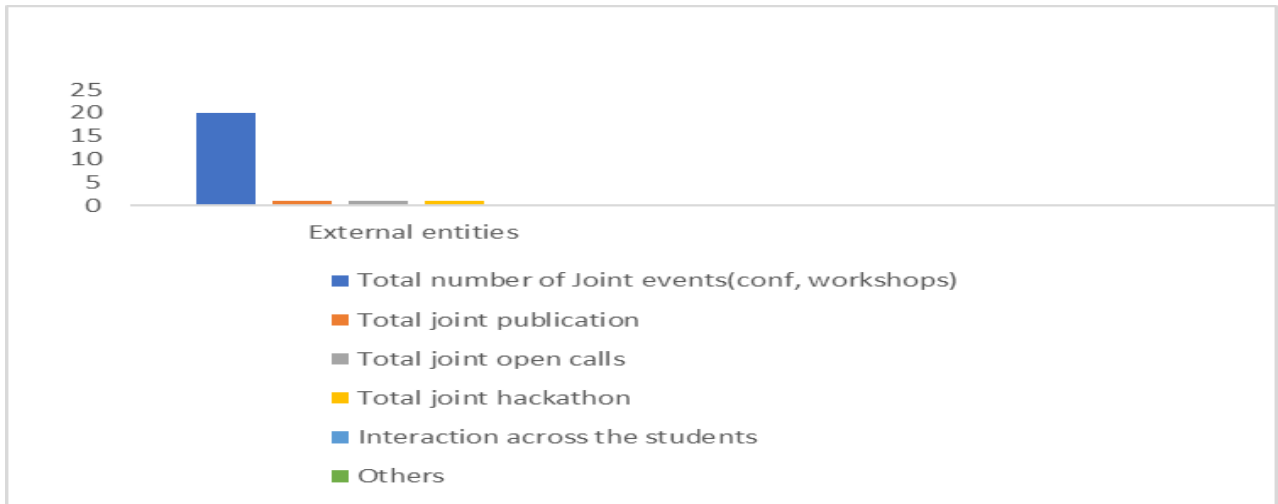 25
20
15
10
5
0
External entities
Total number of Joint events(conf, workshops)
Total joint publication
Total joint open calls
Total joint hackathon
Interaction across the students
Others